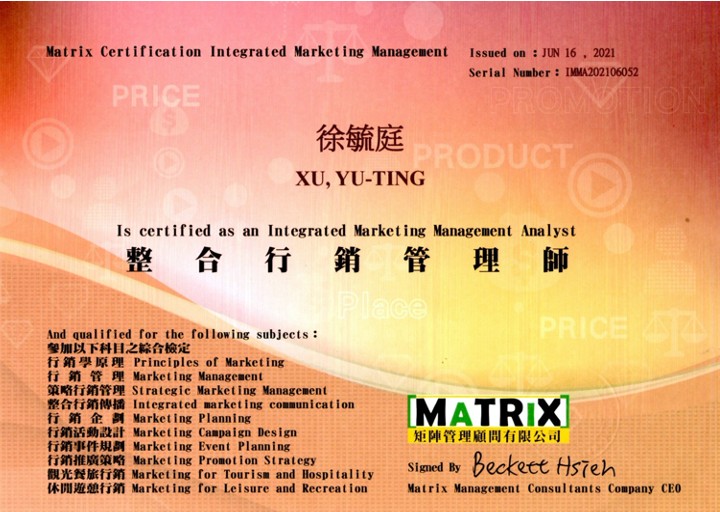 Matrix Certification Integrated Marketing Management
Issued on：JUN 16 , 2021
Serial Number：IMMA202106052
PRICE
PROMOTION
徐毓庭
PRODUCT
XU, YU-TING
Is certified as an Integrated Marketing Management Analyst
整合行銷管理師
Place
PRICE
And qualified for the following subjects：
參加以下科目之綜合檢定
行銷學原理 Principles of Marketing
行銷管理 Marketing Management
策略行銷管理 Strategic Marketing Management
整合行銷傳播 Integrated marketing communication
行銷企劃 Marketing Planning
行銷活動設計 Marketing Campaign Design
行銷事件規劃 Marketing Event Planning
行銷推廣策略 Marketing Promotion Strategy
觀光餐旅行銷 Marketing for Tourism and Hospitality
休閒遊憩行銷 Marketing for Leisure and Recreation
MATRiX
矩陣管理顧問有限公司
Signed By Beckett Hsieh
Matrix Management Consultants Company CEO